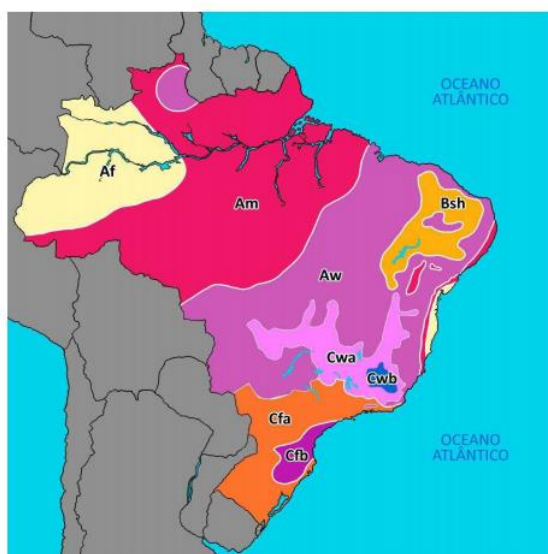 OCEANO
ATLÂNTICO
Af
Am
Bsh
Aw
Cwa
Cwb
Cfa
Cfb
OCEANO
ATLÂNTICO